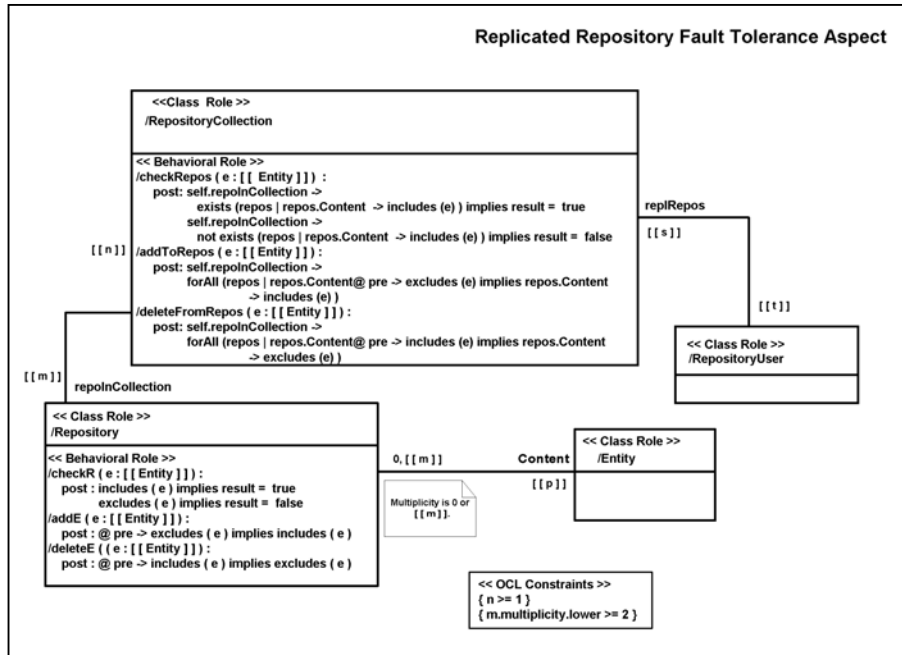 Replicated Repository Fault Tolerance Aspect
<<Class Role >>
/RepositoryCollection
<< Behavioral Role >>
/checkRepos ( e : [ [ Entity ] ] ) :
post: self.repoInCollection ->
exists (repos | repos.Content -> includes (e) ) implies result = true
self.repoInCollection ->
not exists (repos | repos.Content -> includes (e) ) implies result = false
/addToRepos ( e : [ [ Entity ] ] ) :
post: self.repoInCollection ->
forAll (repos | repos.Content@ pre -> excludes (e) implies repos.Content
-> includes (e) )
/deleteFromRepos ( e : [ [ Entity ] ] ) :
post: self.repoInCollection ->
forAll (repos | repos.Content@ pre -> includes (e) implies repos.Content
-> excludes (e) )
replRepos
[ [ s ] ]
[ [ n ] ]
[ [ t ] ]
<< Class Role >>
/RepositoryUser
[ [ m ] ]
repoInCollection
<< Class Role >>
/Repository
<< Behavioral Role >>
/checkR ( e : [ [ Entity ] ] ) :
post : includes ( e ) implies result = true
excludes ( e ) implies result = false
/addE ( e : [ [ Entity ] ] ) :
post : @ pre -> excludes ( e ) implies includes ( e )
/deleteE ( ( e : [ [ Entity ] ] ) :
post : @ pre -> includes ( e ) implies excludes ( e )
0, [ [ m ] ]
Content
[ [ p ] ]
<< Class Role >>
/Entity
Multiplicity is 0 or
[ [ m ] ].
<< OCL Constraints >>
{ n >= 1 }
{ m.multiplicity.lower >= 2 }